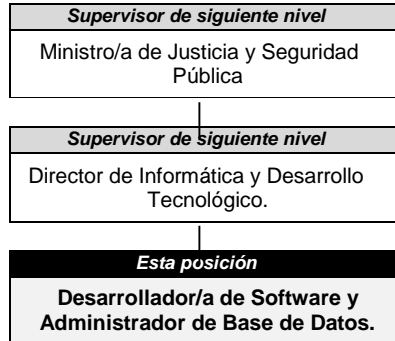 Supervisor de siguiente nivel
Ministro/a de Justicia y Seguridad
Pública
Supervisor de siguiente nivel
Director de Informática y Desarrollo
Tecnológico.
Esta posición
Desarrollador/a de Software y
Administrador de Base de Datos.